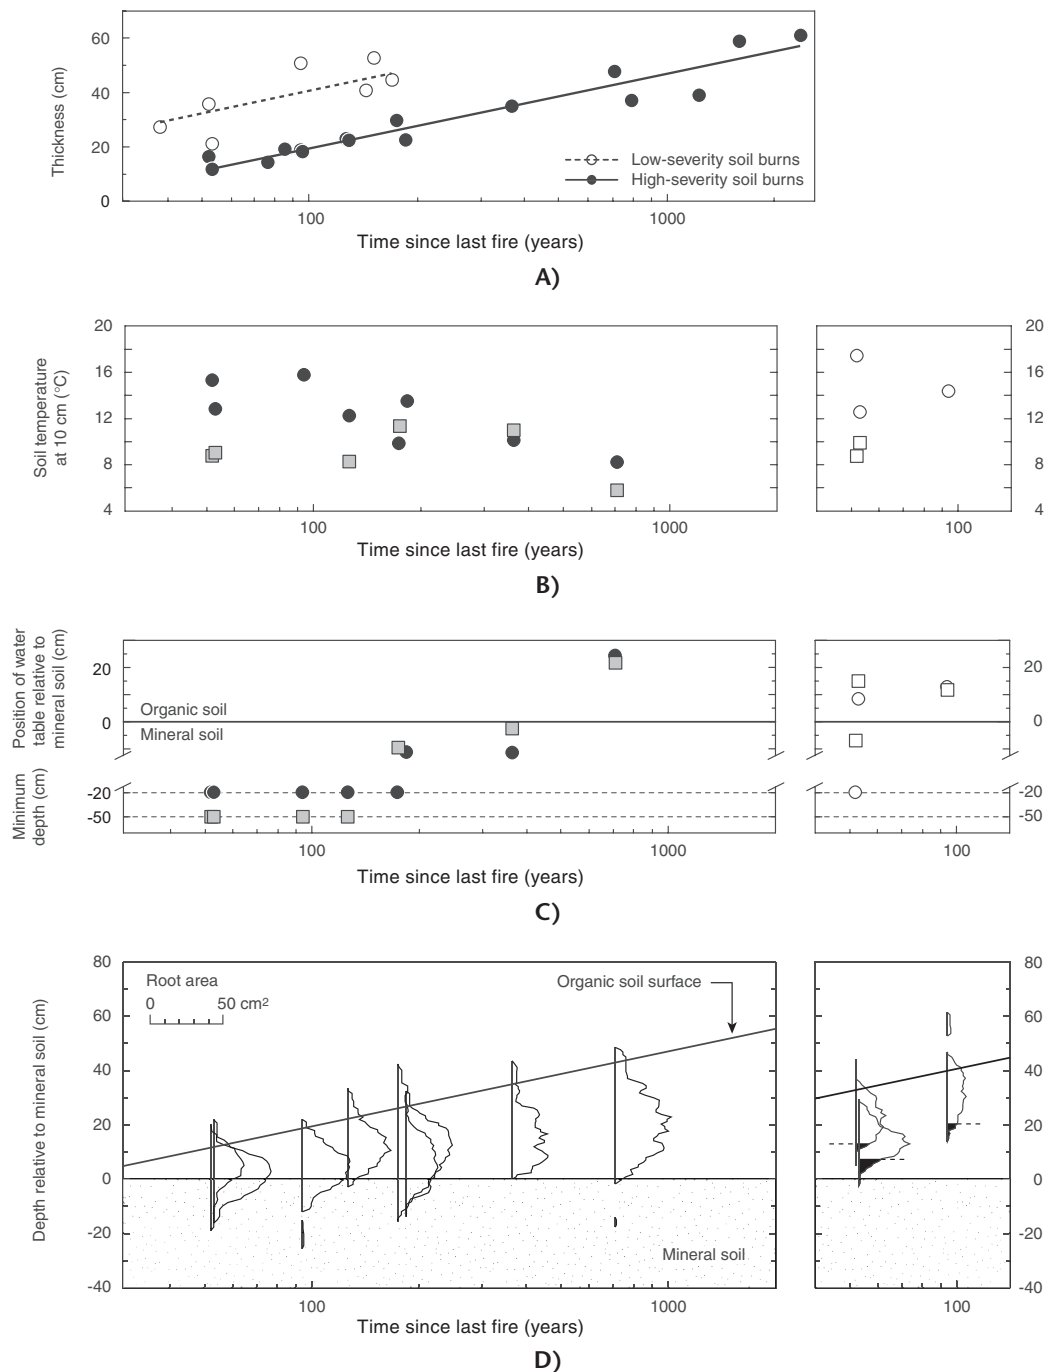 60
40
20
0
Thickness (cm)
Low-severity soil burns
High-severity soil burns
100
1000
Time since last fire (years)
A)
20
16
12
8
4
Soil temperature
at 10 cm (°C)
20
16
12
8
4
100
1000
100
Time since last fire (years)
B)
Position of water
table relative to
mineral soil (cm)
20
0
Organic soil
Mineral soil
20
0
Minimum
depth (cm)
-20
-50
-20
-50
100
1000
100
Time since last fire (years)
C)
80
60
40
20
0
-20
-40
Depth relative to mineral soil (cm)
Root area
0 50 cm²
Organic soil surface
Mineral soil
80
60
40
20
0
-20
-40
100
1000
100
Time since last fire (years)
D)